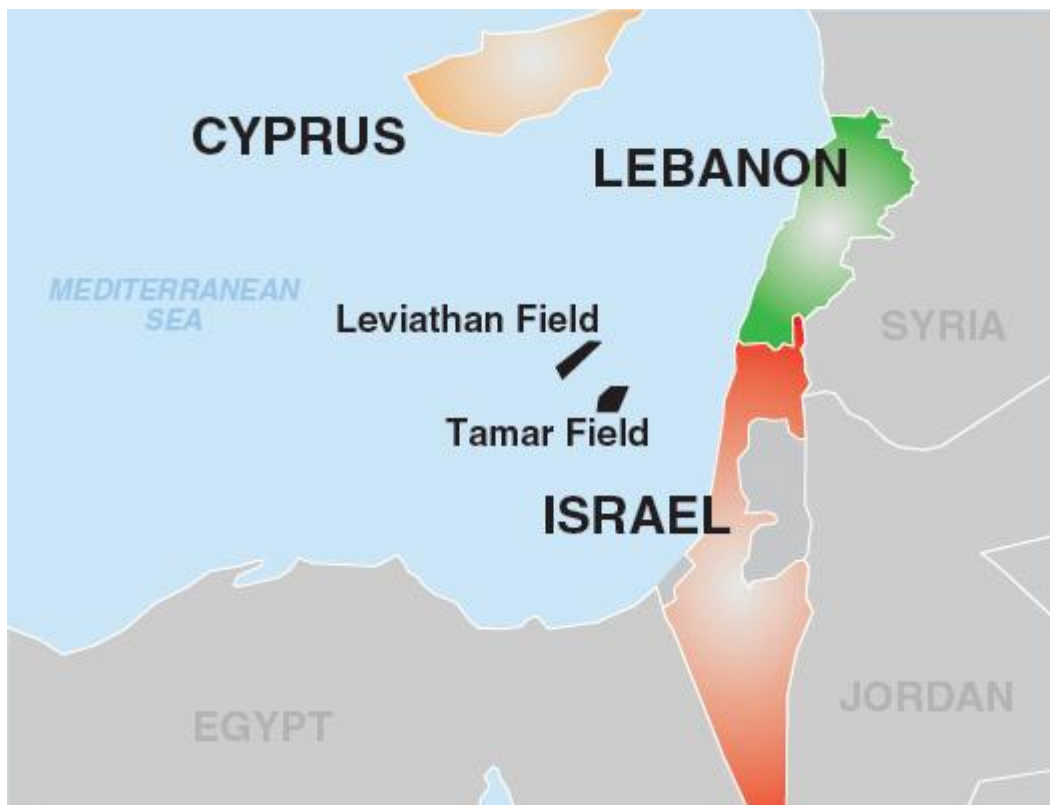 CYPRUS
LEBANON
MEDITERRANEAN
SEA
Leviathan Field
SYRIA
Tamar Field
ISRAEL
JORDAN
EGYPT